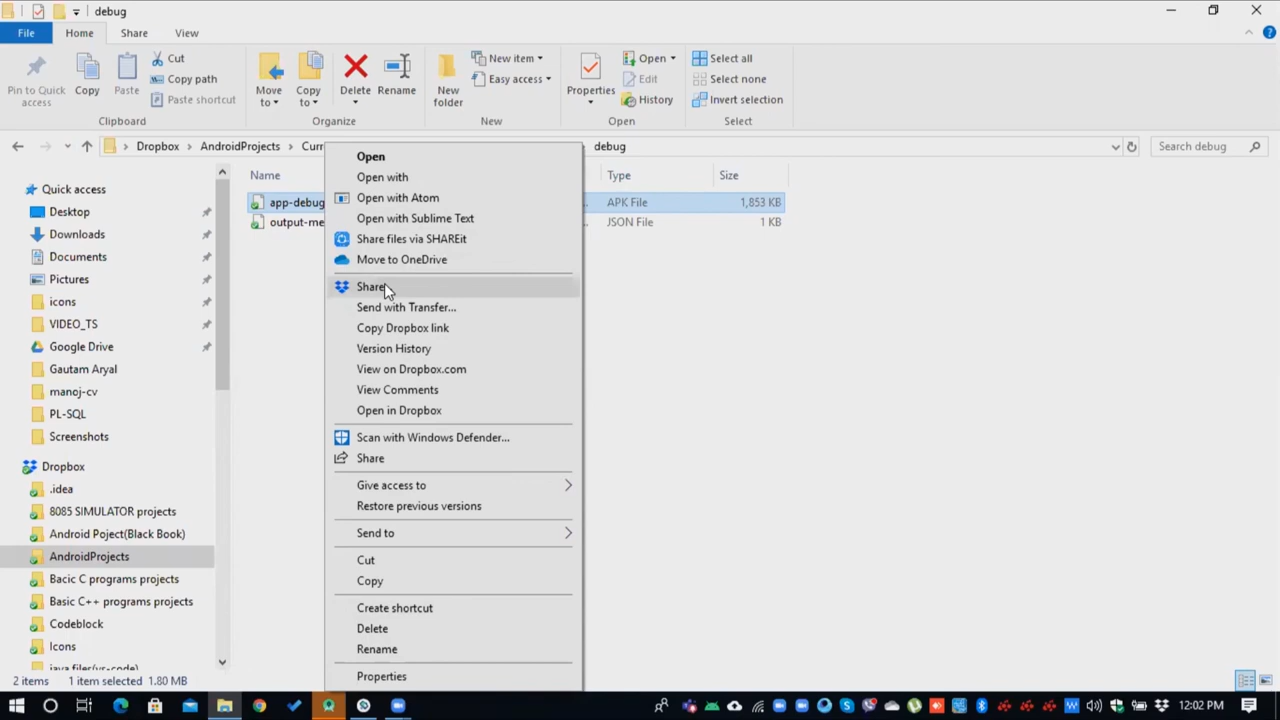 debug
File
Home
Share
View
Pin to Quick access
Copy
Paste
Cut
Copy path
Paste shortcut
Clipboard
Move to
Copy to
Delete
Rename
Organize
New folder
New item
Easy access
New
Properties
Open
Edit
History
Open
Select all
Select none
Invert selection
Select
Dropbox
AndroidProjects
Curr
debug
Search debug
Name
Type
Size
app-debug
APK File
1,853 KB
output-me
JSON File
1 KB
Quick access
Desktop
Downloads
Documents
Pictures
icons
VIDEO_TS
Google Drive
Gautam Aryal
manoj-cv
PL-SQL
Screenshots
Dropbox
.idea
8085 SIMULATOR projects
Android Poject(Black Book)
AndroidProjects
Bacic C programs projects
Basic C++ programs projects
Codeblock
Icons
java files(vs-code)
Open
Open with
Open with Atom
Open with Sublime Text
Share files via SHAREit
Move to OneDrive
Share
Send with Transfer...
Copy Dropbox link
Version History
View on Dropbox.com
View Comments
Open in Dropbox
Scan with Windows Defender...
Share
Give access to
Restore previous versions
Send to
Cut
Copy
Create shortcut
Delete
Rename
Properties
2 items
1 item selected 1.80 MB
12:02 PM